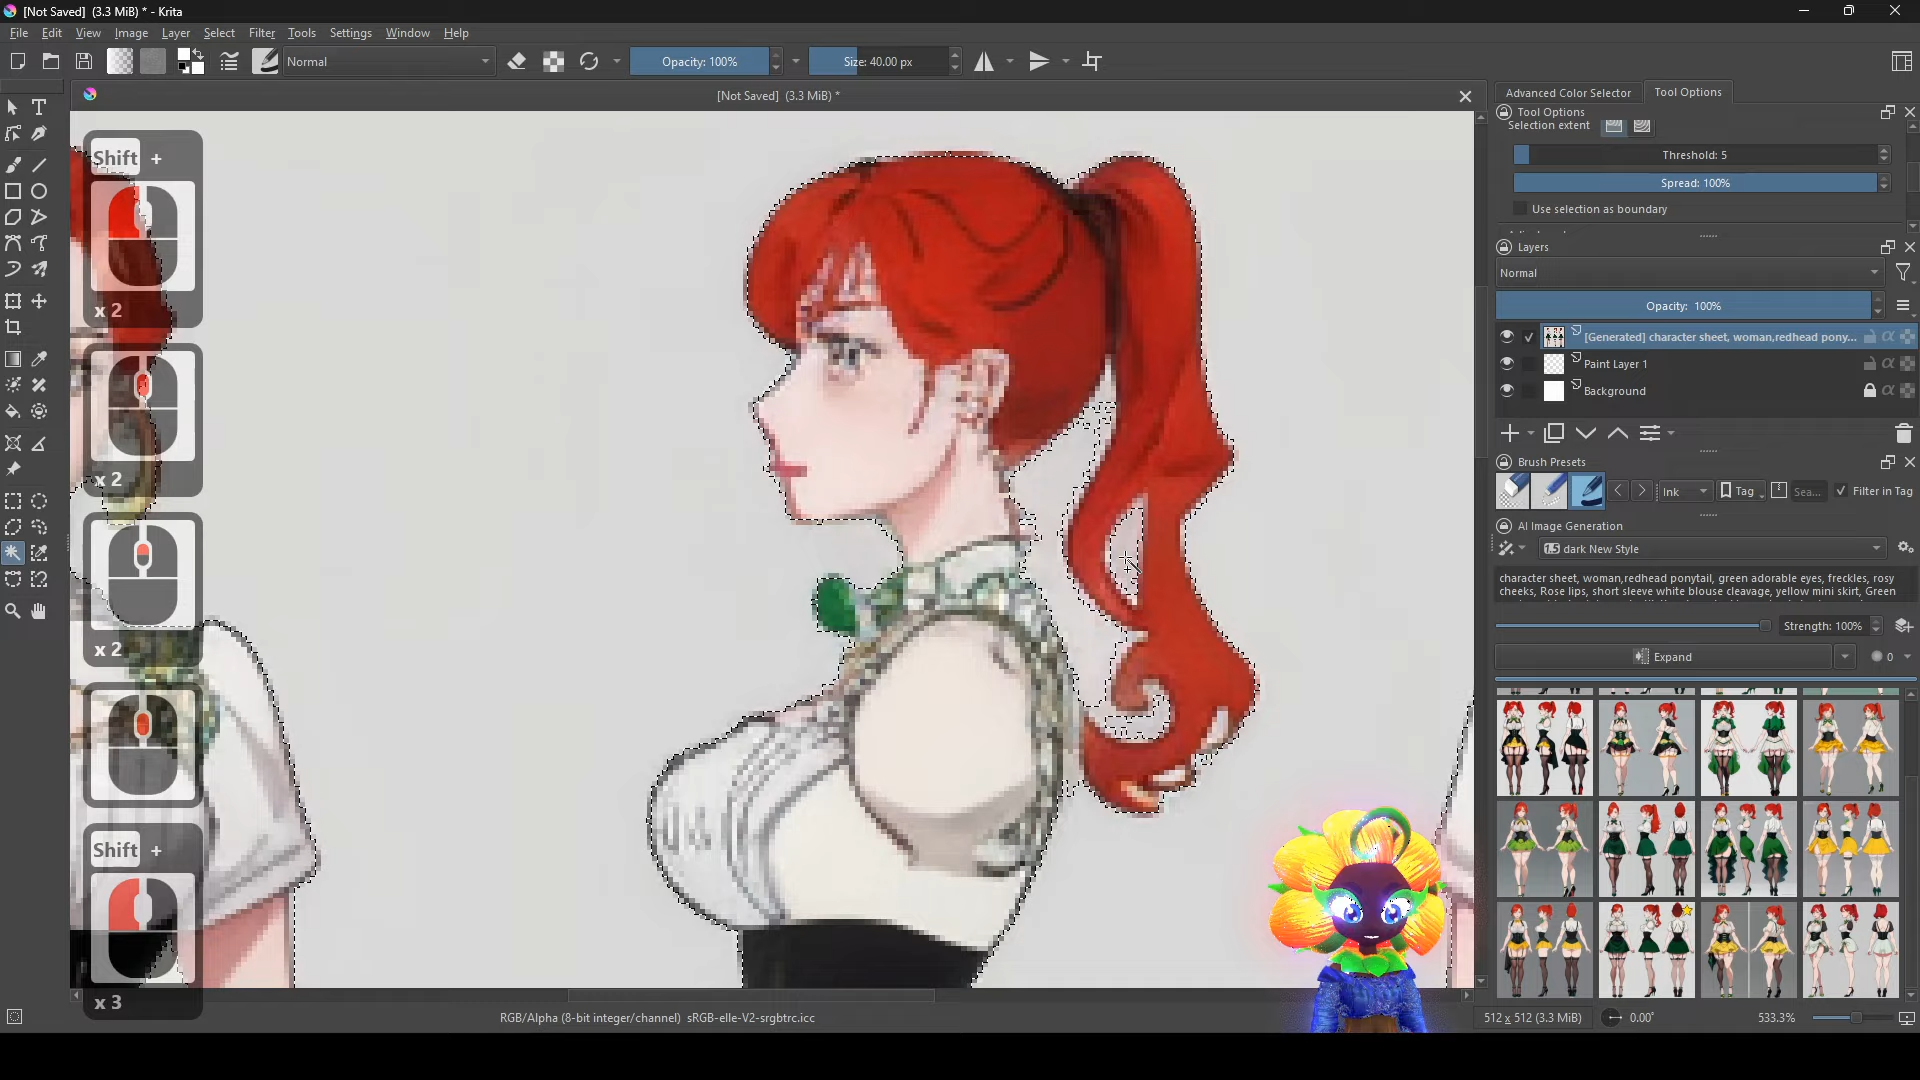 [Not Saved]  (3.3 MiB) * - Krita
File Edit View Image Layer Select Filter Tools Settings Window Help
Normal
Opacity: 100%
Size: 40.00 px
[Not Saved]  (3.3 MiB) *
Advanced Color Selector
Tool Options
Tool Options
Selection extent
Threshold: 5
Spread: 100%
Use selection as boundary
Layers
Normal
Opacity:  100%
[Generated] character sheet, woman,redhead pony...
Paint Layer 1
Background
Brush Presets
Ink
Tag
Sea...
Filter in Tag
AI Image Generation
1.5 dark New Style
character sheet, woman,redhead ponytail, green adorable eyes, freckles, rosy
cheeks, Rose lips, short sleeve white blouse cleavage, yellow mini skirt, Green
Strength: 100%
Expand
0
Shift +
x 2
x 2
x 2
Shift +
x 3
RGB/Alpha (8-bit integer/channel)  sRGB-elle-V2-srgbtrc.icc
512 x 512 (3.3 MiB)
0.00°
533.3%